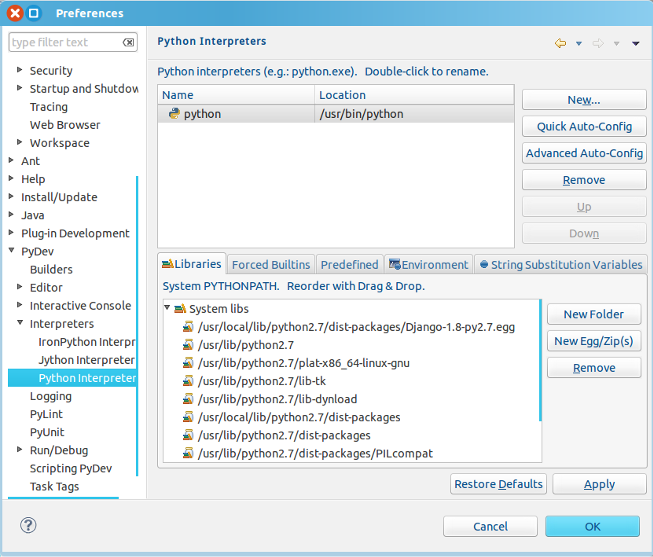 Preferences
type filter text
Security
Startup and Shutdow
Tracing
Web Browser
Workspace
Ant
Help
Install/Update
Java
Plug-in Development
PyDev
Builders
Editor
Interactive Console
Interpreters
IronPython Interpr
Jython Interpreter
Python Interpreter
Logging
PyLint
PyUnit
Run/Debug
Scripting PyDev
Task Tags
Python Interpreters
Python interpreters (e.g.: python.exe).   Double-click to rename.
Name Location
python /usr/bin/python
New...
Quick Auto-Config
Advanced Auto-Config
Remove
Up
Down
Libraries Forced Builtins Predefined Environment String Substitution Variables
System PYTHONPATH.   Reorder with Drag & Drop.
System libs
/usr/local/lib/python2.7/dist-packages/Django-1.8-py2.7.egg
/usr/lib/python2.7
/usr/lib/python2.7/plat-x86_64-linux-gnu
/usr/lib/python2.7/lib-tk
/usr/lib/python2.7/lib-dynload
/usr/local/lib/python2.7/dist-packages
/usr/lib/python2.7/dist-packages
/usr/lib/python2.7/dist-packages/PILcompat
New Folder
New Egg/Zip(s)
Remove
Restore Defaults Apply
? Cancel OK